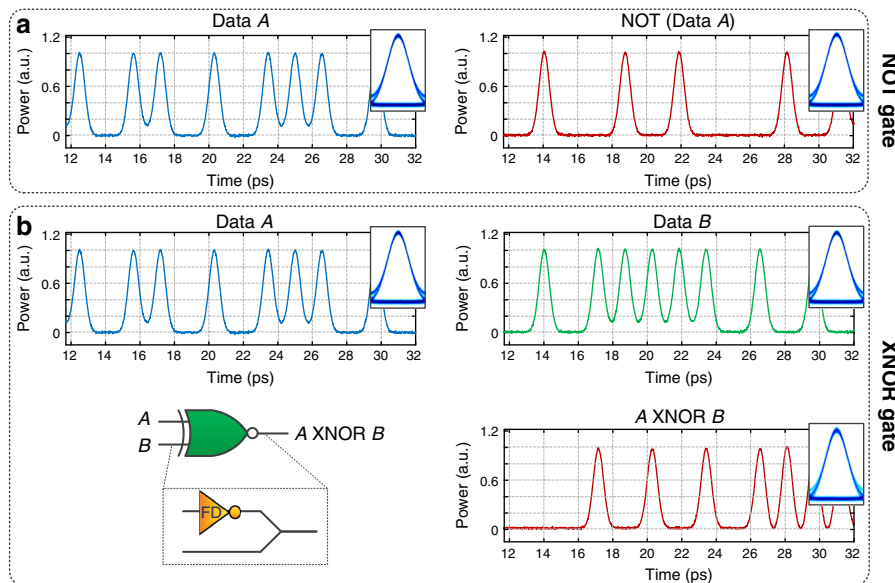 a
Data A
NOT (Data A)
1.2
0.6
0
Power (a.u.)
12 14 16 18 20 22 24 26 28 30 32
Time (ps)
1.2
0.6
0
Power (a.u.)
12 14 16 18 20 22 24 26 28 30 32
Time (ps)
NOT gate
b
Data A
Data B
1.2
0.6
0
Power (a.u.)
12 14 16 18 20 22 24 26 28 30 32
Time (ps)
1.2
0.6
0
Power (a.u.)
12 14 16 18 20 22 24 26 28 30 32
Time (ps)
XNOR gate
A
B
A XNOR B
FD
A XNOR B
1.2
0.6
0
Power (a.u.)
12 14 16 18 20 22 24 26 28 30 32
Time (ps)